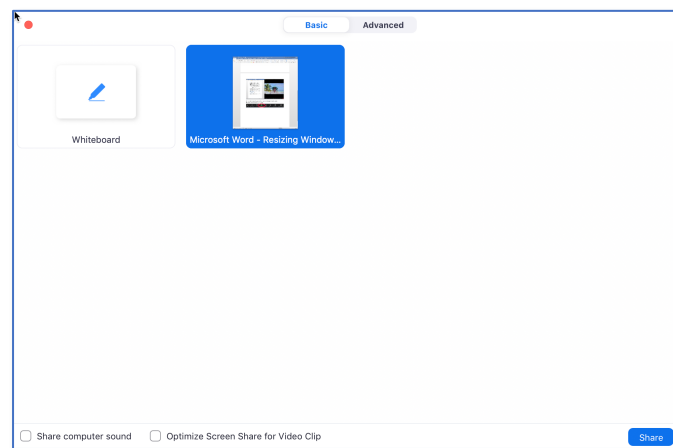 Basic
Advanced
Whiteboard
Microsoft Word - Resizing Window...
Share computer sound
Optimize Screen Share for Video Clip
Share